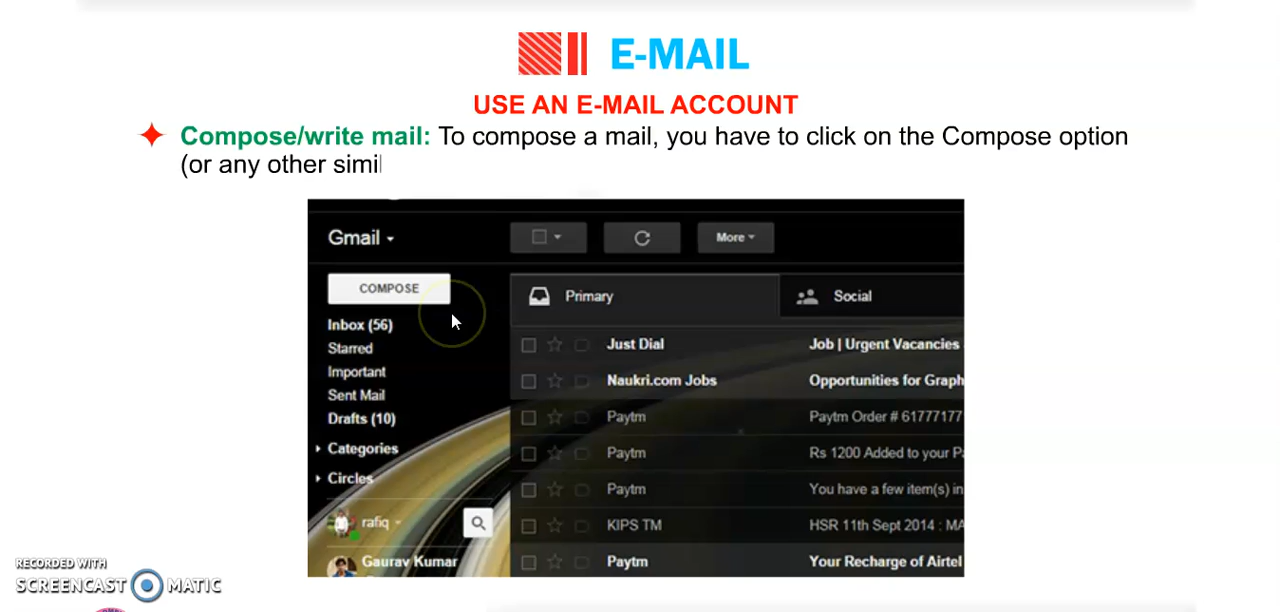 E-MAIL
USE AN E-MAIL ACCOUNT
Compose/write mail: To compose a mail, you have to click on the Compose option
(or any other simil
Gmail
More
COMPOSE
Primary
Social
Inbox (56)
Starred
Important
Sent Mail
Drafts (10)
Categories
Circles
rafiq
Gaurav Kumar
Just Dial Job | Urgent Vacancies
Naukri.com Jobs Opportunities for Graph
Paytm Paytm Order # 61777177
Paytm Rs 1200 Added to your Pa
Paytm You have a few item(s) in
KIPS TM HSR 11th Sept 2014 : MA
Paytm Your Recharge of Airtel
RECORDED WITH
SCREENCAST MATIC